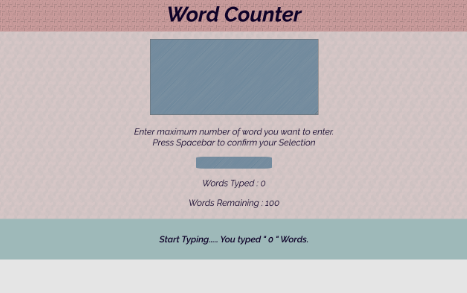 Word Counter
Enter maximum number of word you want to enter.
Press Spacebar to confirm your Selection
Words Typed : 0
Words Remaining : 100
Start Typing.... You typed " 0 " Words.